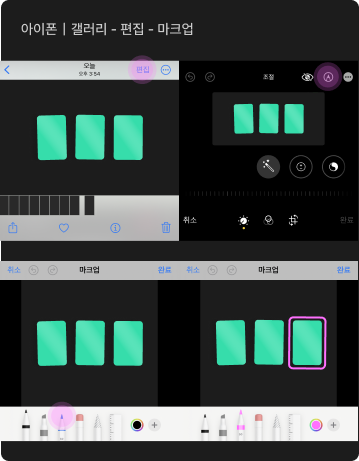 아이폰 | 갤러리 - 편집 - 마크업
오늘
오후 3:54
편집
조절
취소
완료
취소
마크업
완료
취소
마크업
완료